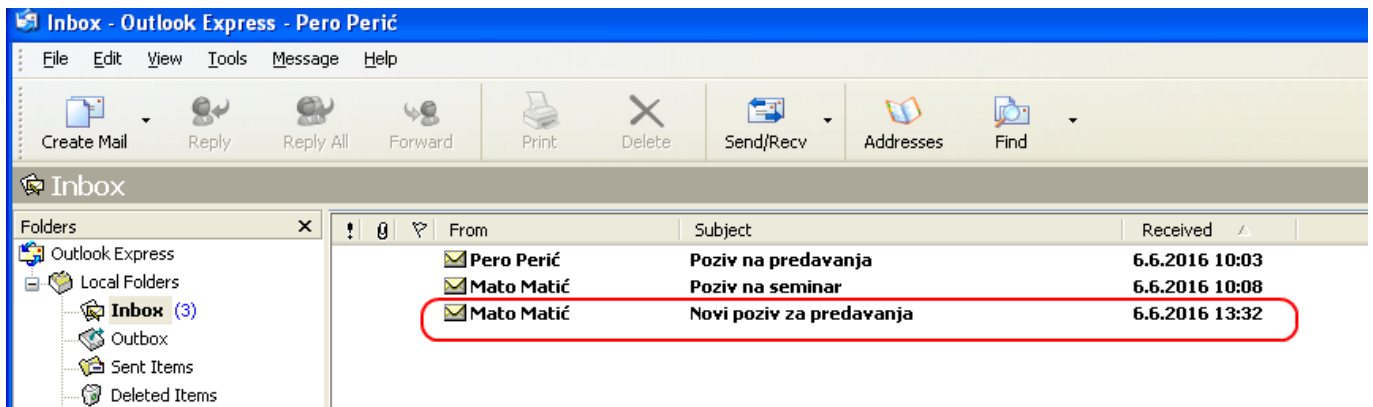 Inbox - Outlook Express - Pero Perić
File Edit View Tools Message Help
Create Mail Reply Reply All Forward Print Delete Send/Recv Addresses Find
Inbox
Folders x ! From Subject Received
Outlook Express
Local Folders
Inbox (3)
Outbox
Sent Items
Deleted Items
Pero Perić Poziv na predavanja 6.6.2016 10:03
Mato Matić Poziv na seminar 6.6.2016 10:08
Mato Matić Novi poziv za predavanja 6.6.2016 13:32